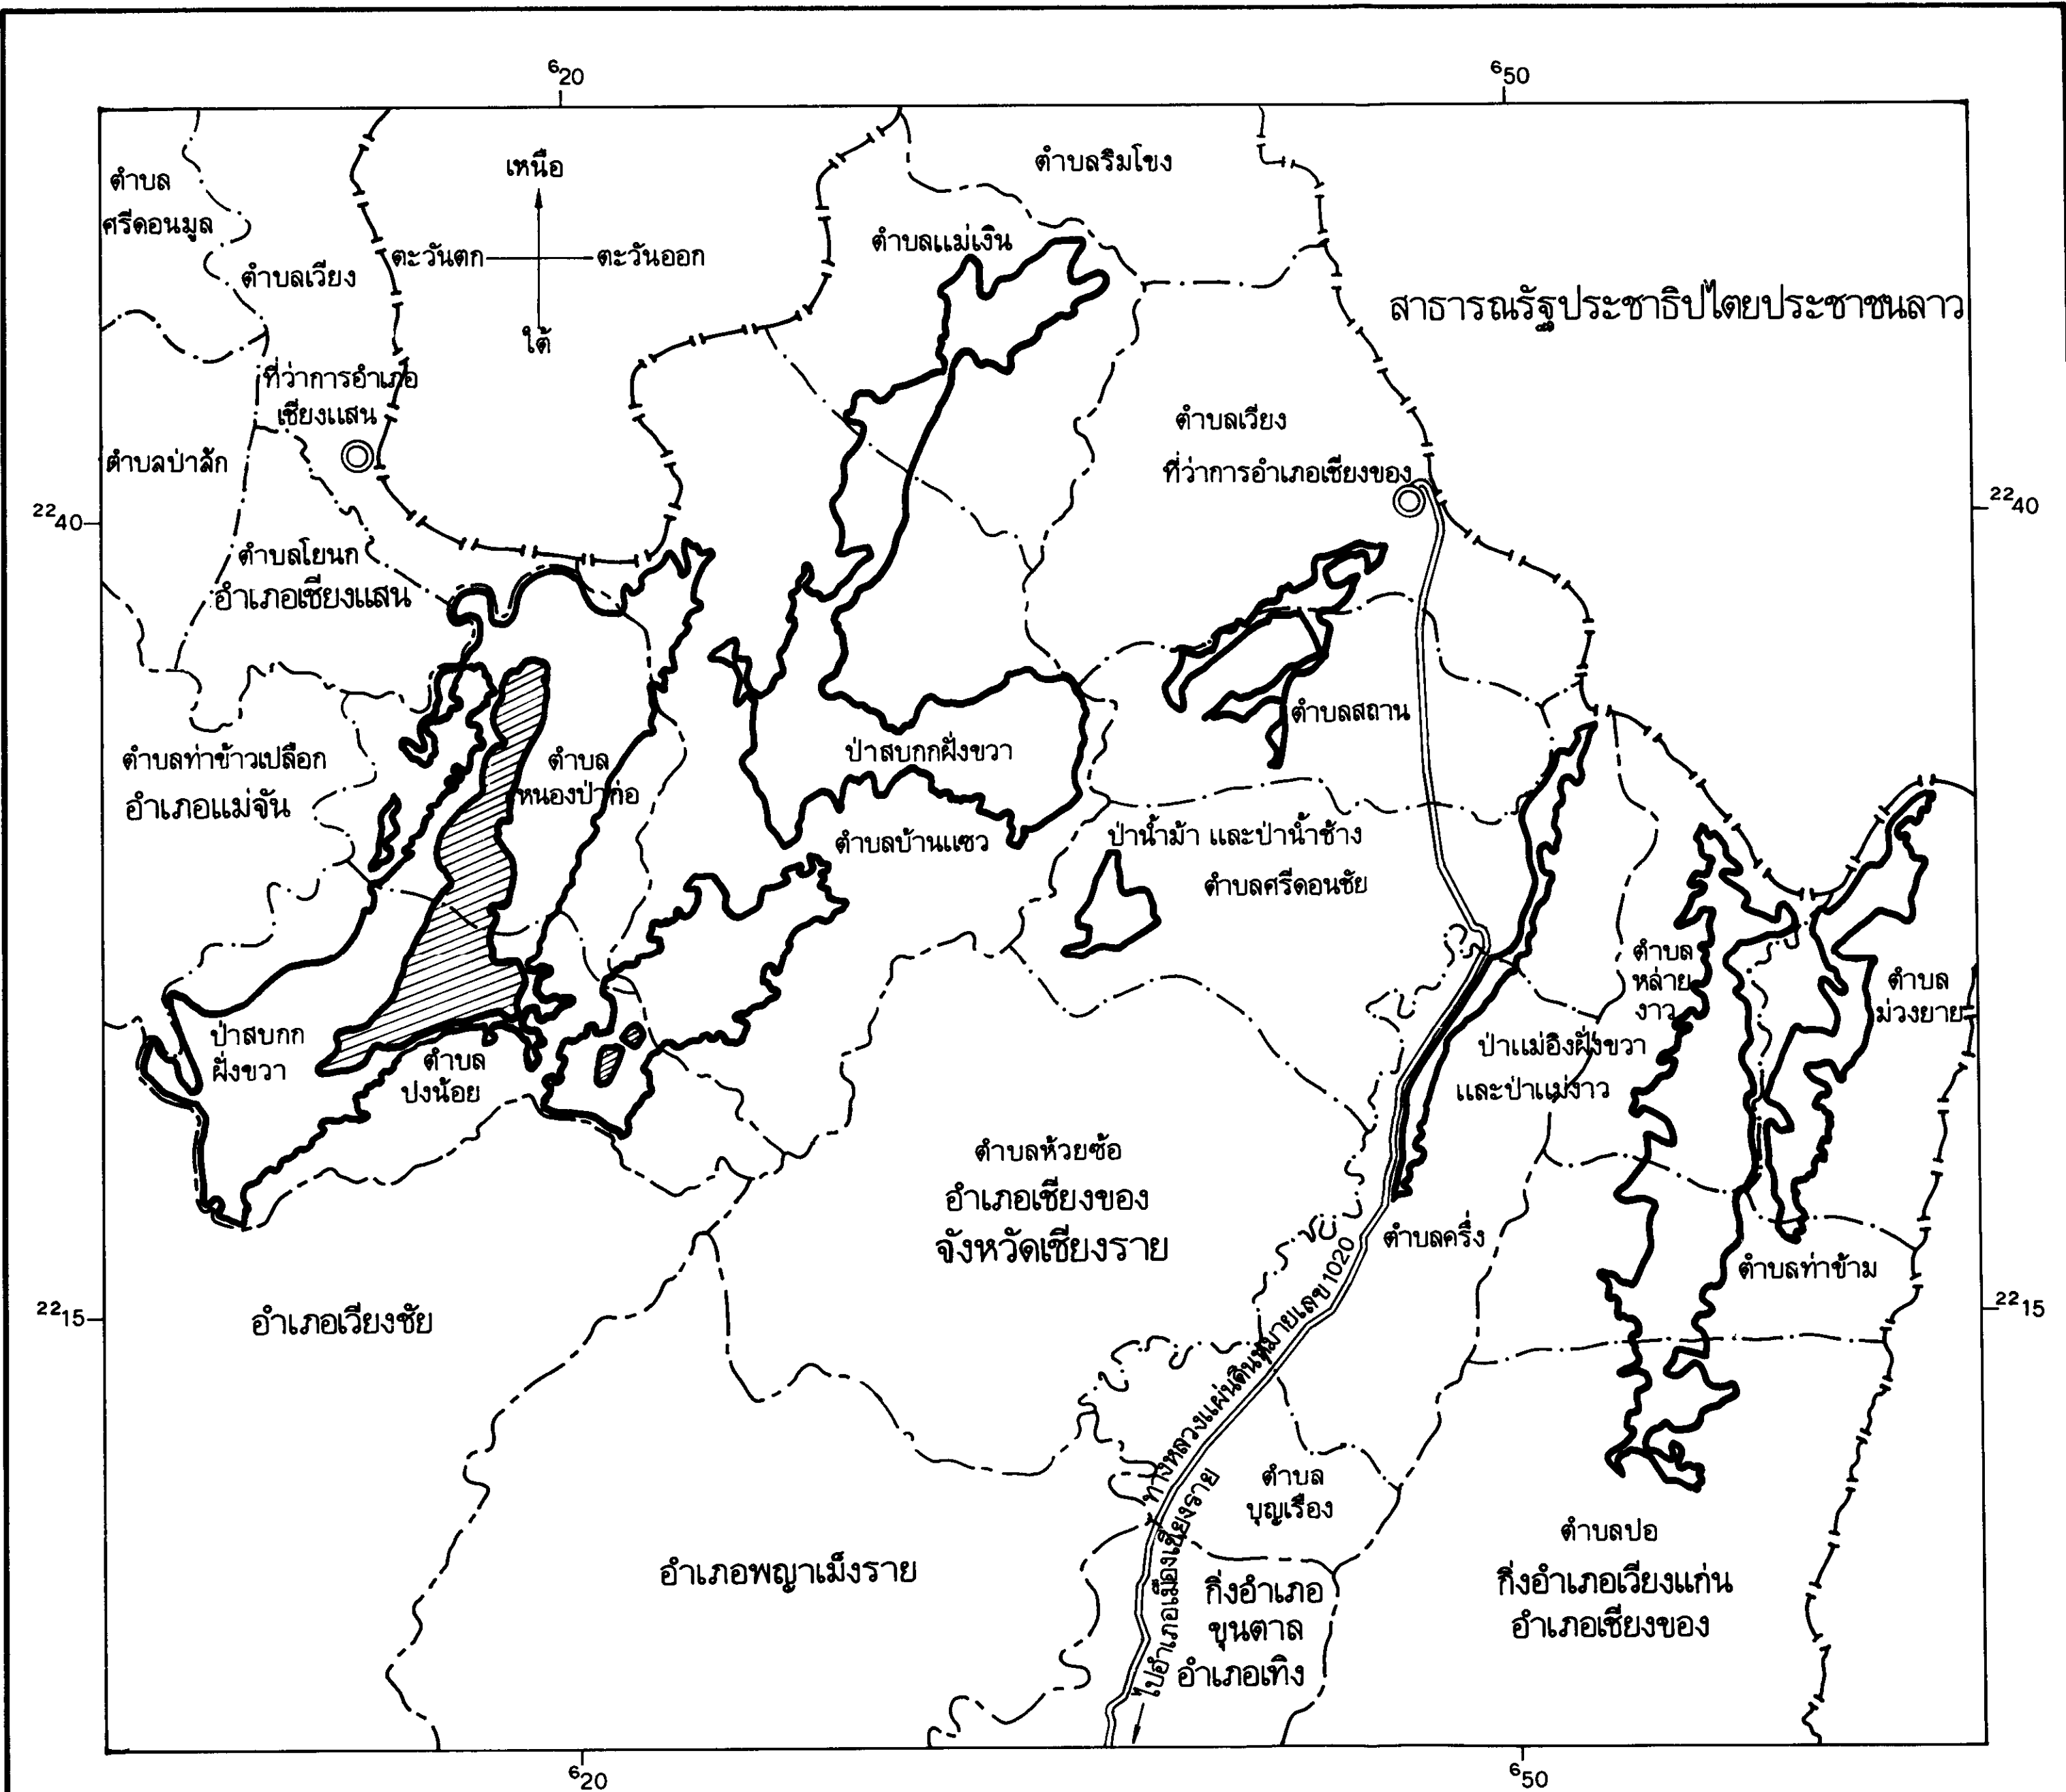 ⁶20
⁶50
เหนือ
ตะวันตก
ตะวันออก
ใต้
ตำบล
ศรีดอนมูล
ตำบลเวียง
ตำบลริมโขง
ตำบลแม่เงิน
สาธารณรัฐประชาธิปไตยประชาชนลาว
ที่ว่าการอำเภอ
เชียงแสน
ตำบลป่าสัก
ตำบลเวียง
ที่ว่าการอำเภอเชียงของ
²²40
²²40
ตำบลโยนก
อำเภอเชียงแสน
ตำบลสถาน
ตำบลท่าข้าวเปลือก
อำเภอแม่จัน
ตำบล
หนองป่าก่อ
ป่าสบกกฝั่งขวา
ตำบลบ้านแซว
ป่าน้ำม้า และป่าน้ำช้าง
ตำบลศรีดอนชัย
ตำบล
หล่าย
งาว
ตำบล
ม่วงยาย
ป่าสบกก
ฝั่งขวา
ตำบล
ปงน้อย
ป่าแม่อิงฝั่งขวา
และป่าแม่งาว
ตำบลห้วยซ้อ
อำเภอเชียงของ
จังหวัดเชียงราย
ตำบลครึ่ง
ตำบลท่าข้าม
อำเภอเวียงชัย
²²15
²²15
ทางหลวงแผ่นดินหมายเลข 1020
ไปอำเภอเมืองเชียงราย
ตำบล
บุญเรือง
ตำบลปอ
กิ่งอำเภอเวียงแก่น
อำเภอเชียงของ
อำเภอพญาเม็งราย
กิ่งอำเภอ
ขุนตาล
อำเภอเทิง
⁶20
⁶50